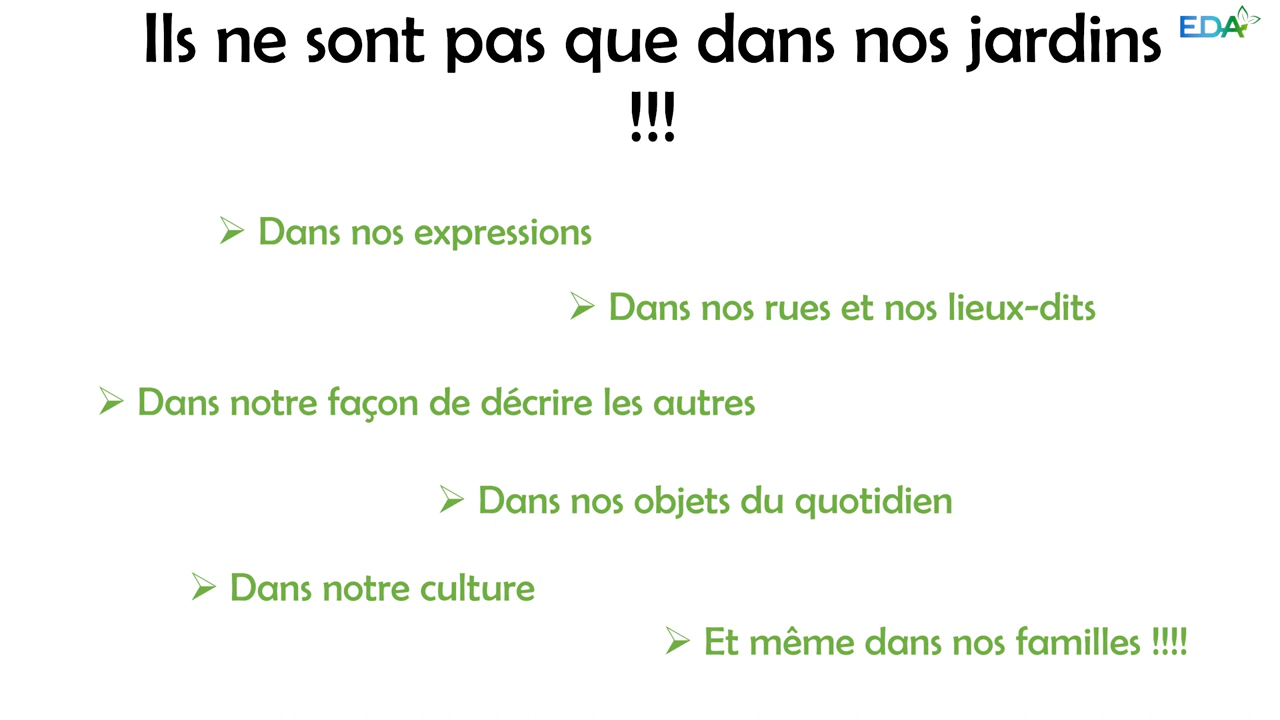 Ils ne sont pas que dans nos jardins
!!!
EDA
➢ Dans nos expressions
➢ Dans nos rues et nos lieux-dits
➢ Dans notre façon de décrire les autres
➢ Dans nos objets du quotidien
➢ Dans notre culture
➢ Et même dans nos familles !!!!